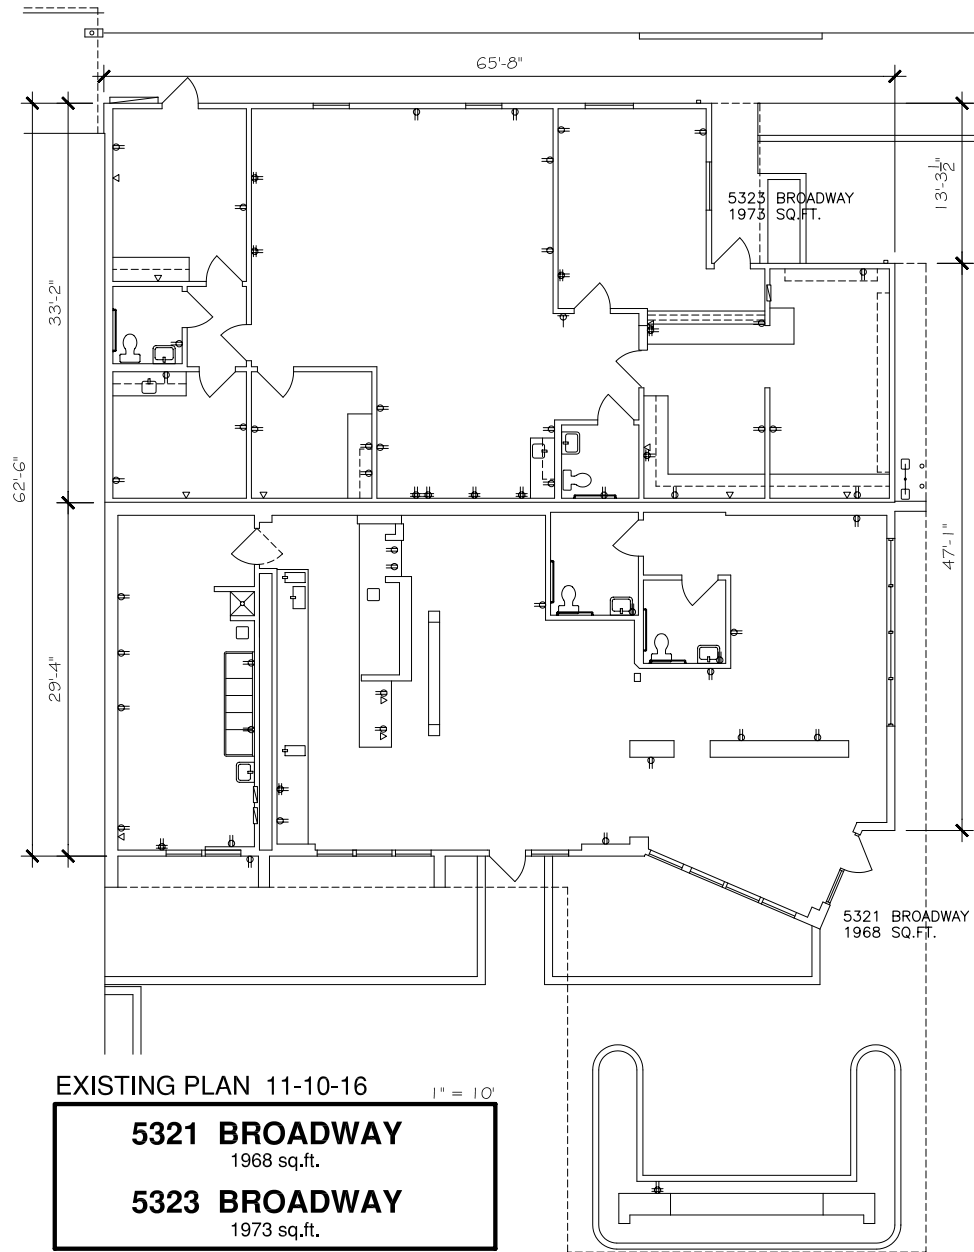 65'-8"
13'-3½"
5323 BROADWAY
1973 SQ.FT.
33'-2"
62'-6"
47'-1"
29'-4"
5321 BROADWAY
1968 SQ.FT.
EXISTING PLAN 11-10-16
1" = 10'
5321 BROADWAY
1968 sq.ft.
5323 BROADWAY
1973 sq.ft.